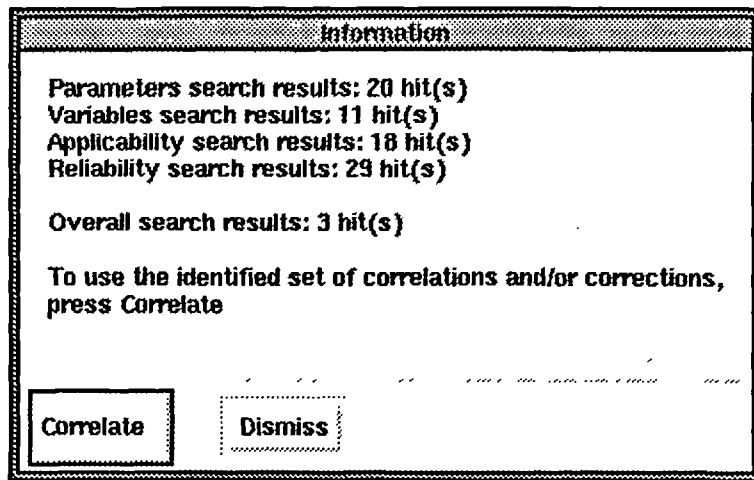 Information
Parameters search results: 20 hit(s)
Variables search results: 11 hit(s)
Applicability search results: 18 hit(s)
Reliability search results: 29 hit(s)
Overall search results: 3 hit(s)
To use the identified set of correlations and/or corrections,
press Correlate
Correlate Dismiss